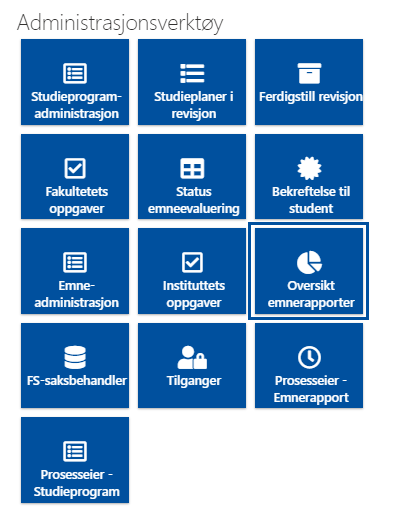 Administrasjonsverktøy
Studieprogram-
administrasjon
Studieplaner i
revisjon
Ferdigstill revisjon
Fakultetets
oppgaver
Status
emneevaluering
Bekreftelse til
student
Emne-
administrasjon
Instituttets
oppgaver
Oversikt
emnerapporter
FS-saksbehandler
Tilganger
Prosesseier -
Emnerapport
Prosesseier -
Studieprogram